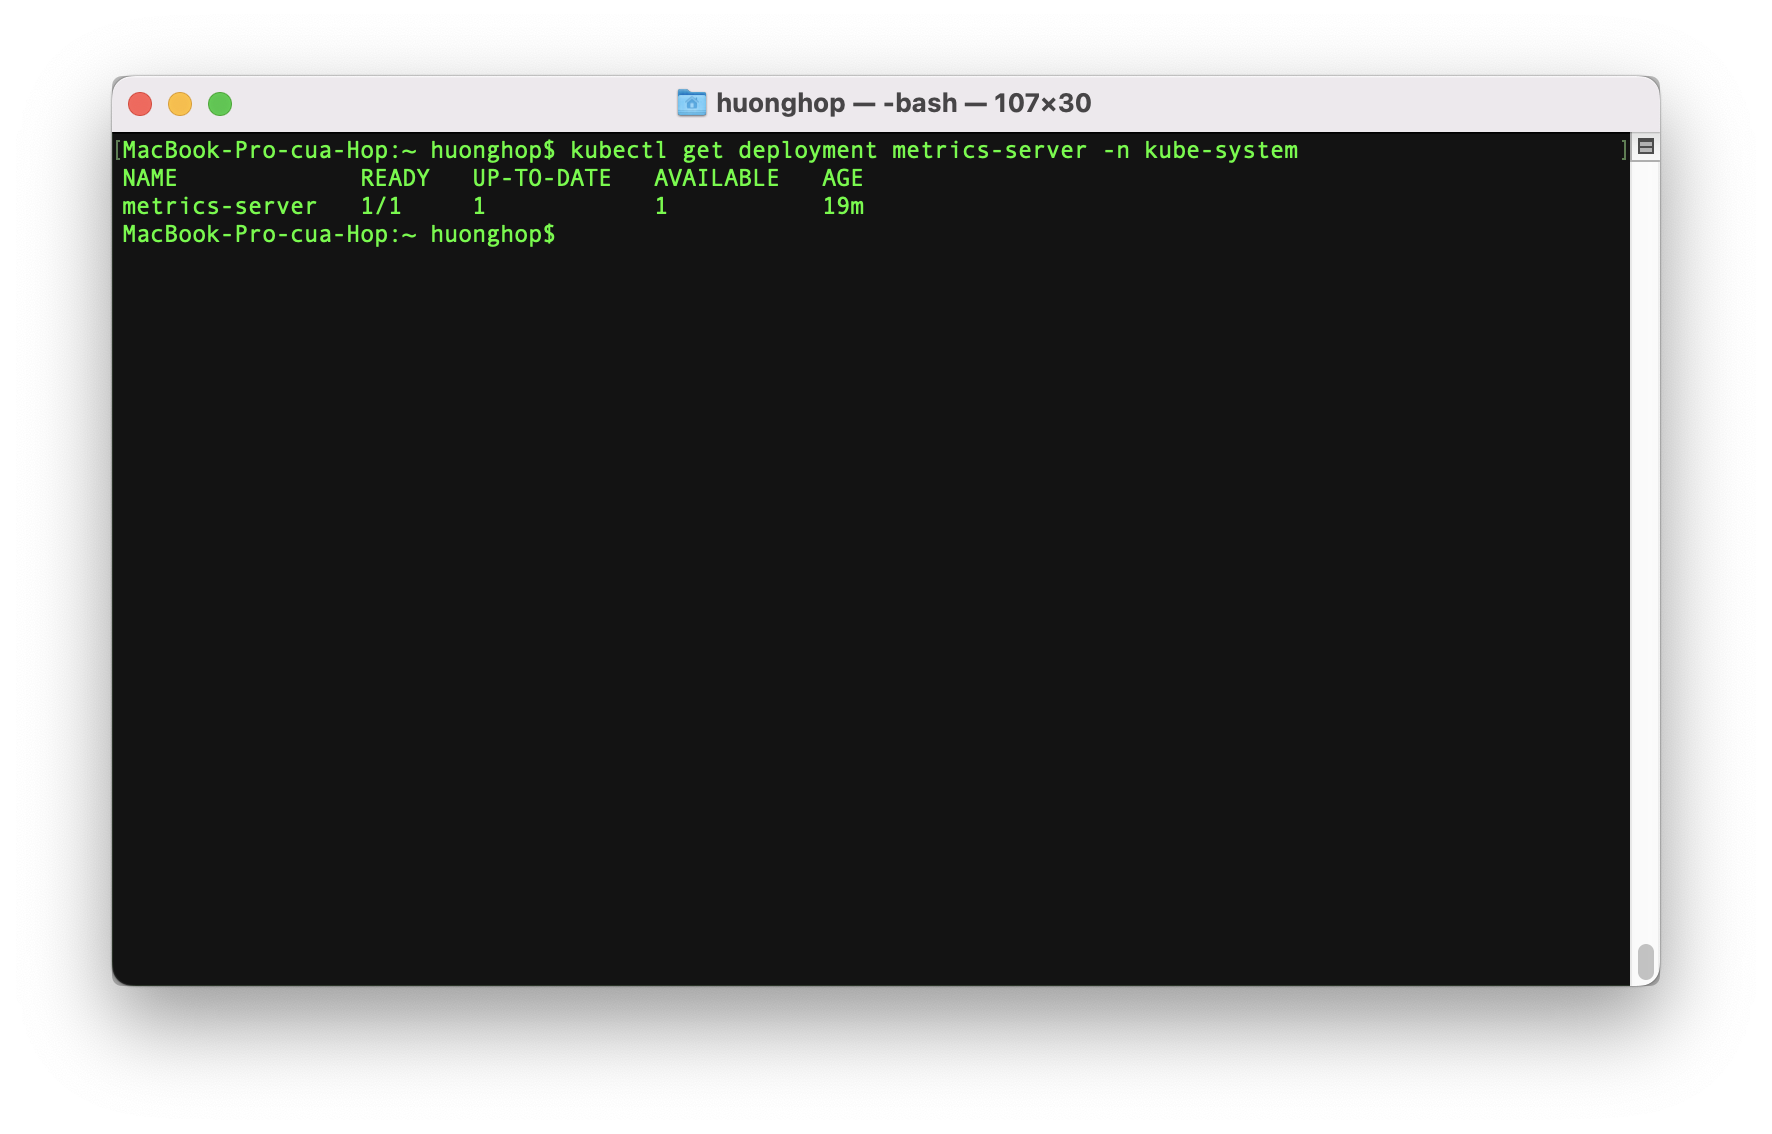 huonghop — -bash — 107×30
[MacBook-Pro-cua-Hop:~ huonghop$ kubectl get deployment metrics-server -n kube-system ]
NAME             READY   UP-TO-DATE   AVAILABLE   AGE
metrics-server   1/1     1            1           19m
MacBook-Pro-cua-Hop:~ huonghop$